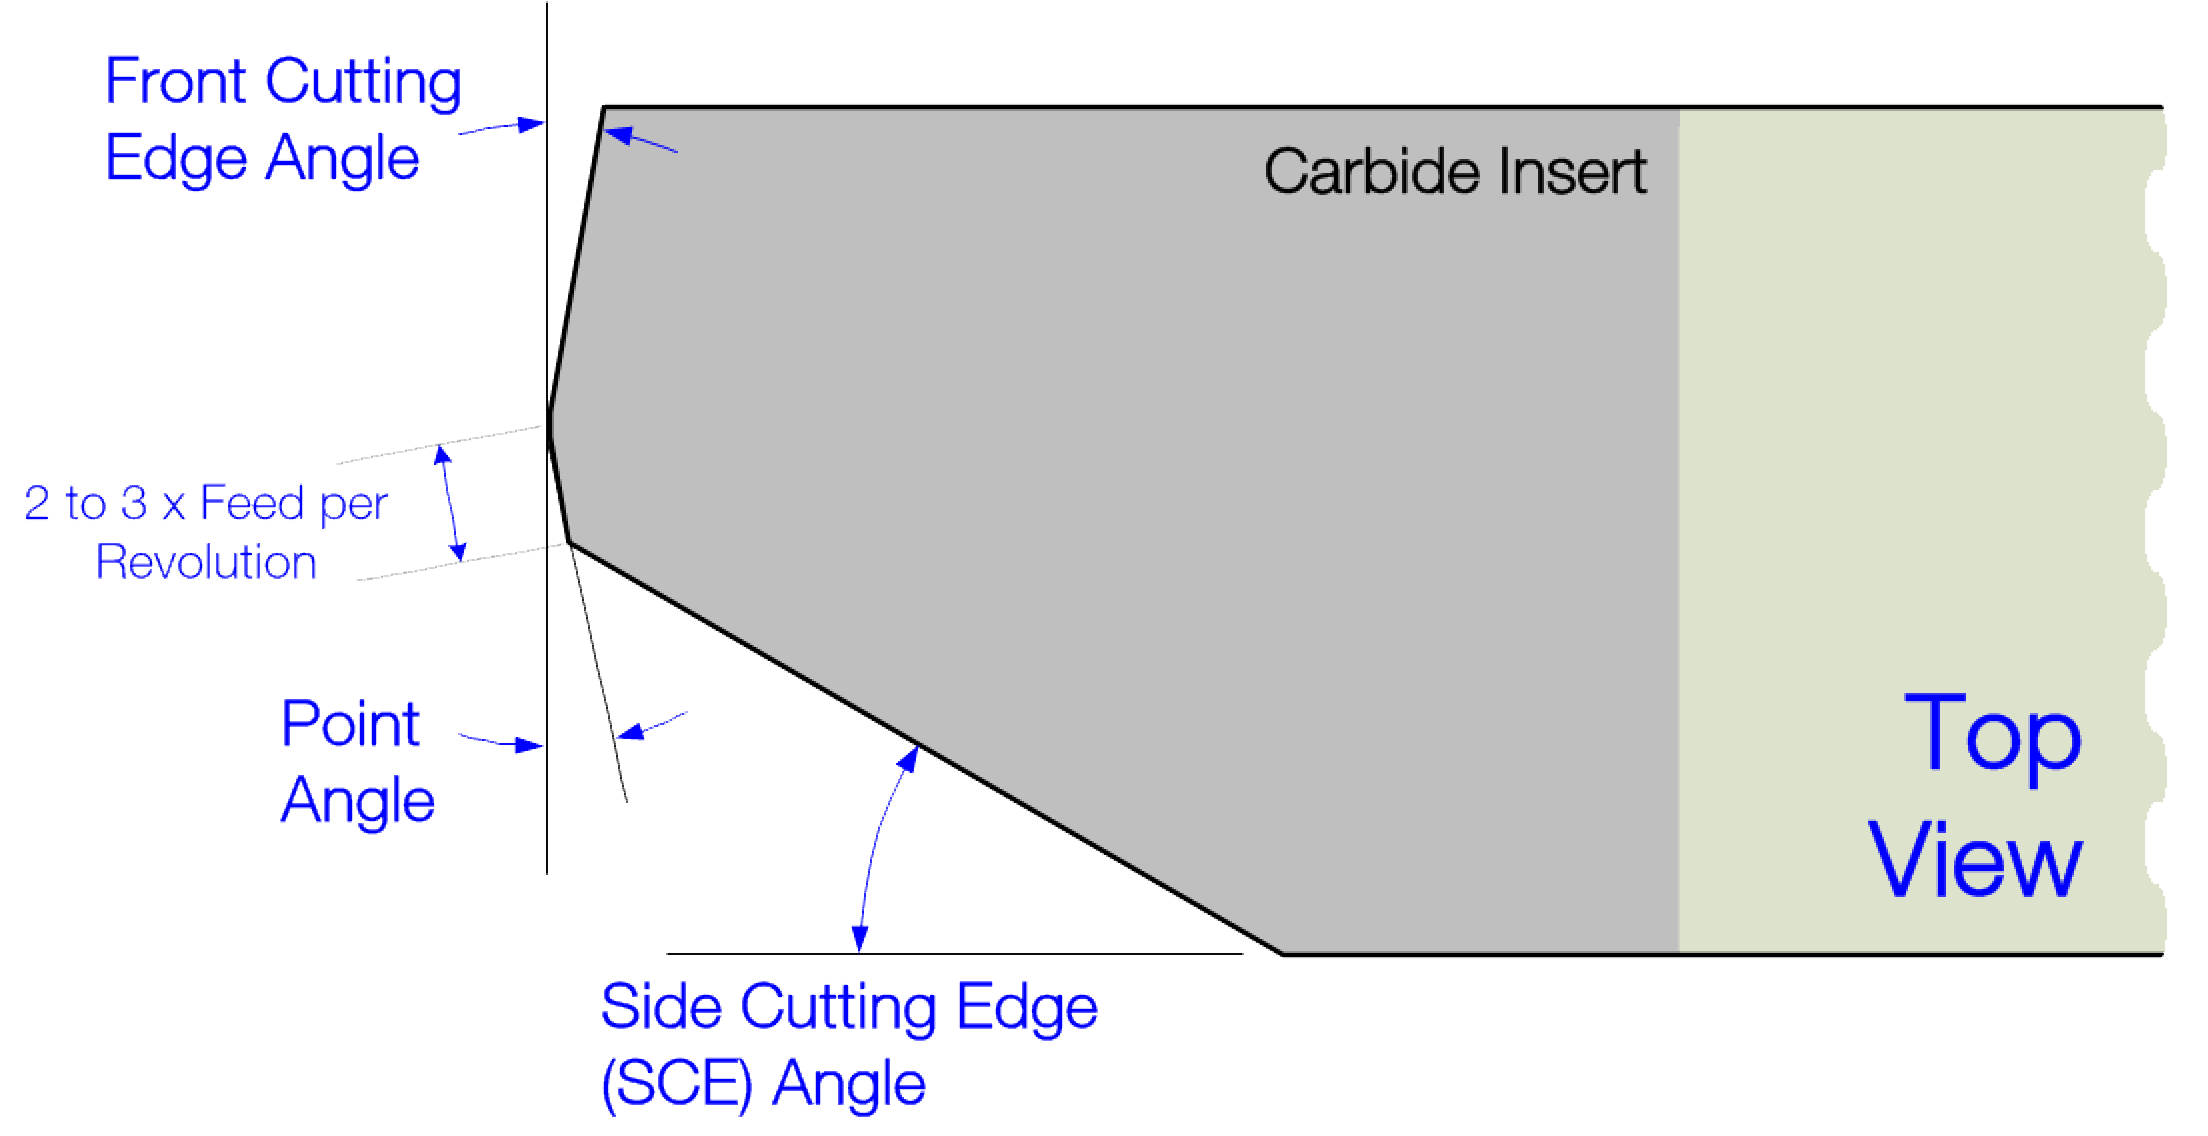 Front Cutting
Edge Angle
Carbide Insert
2 to 3 x Feed per
Revolution
Point
Angle
Top
View
Side Cutting Edge
(SCE) Angle